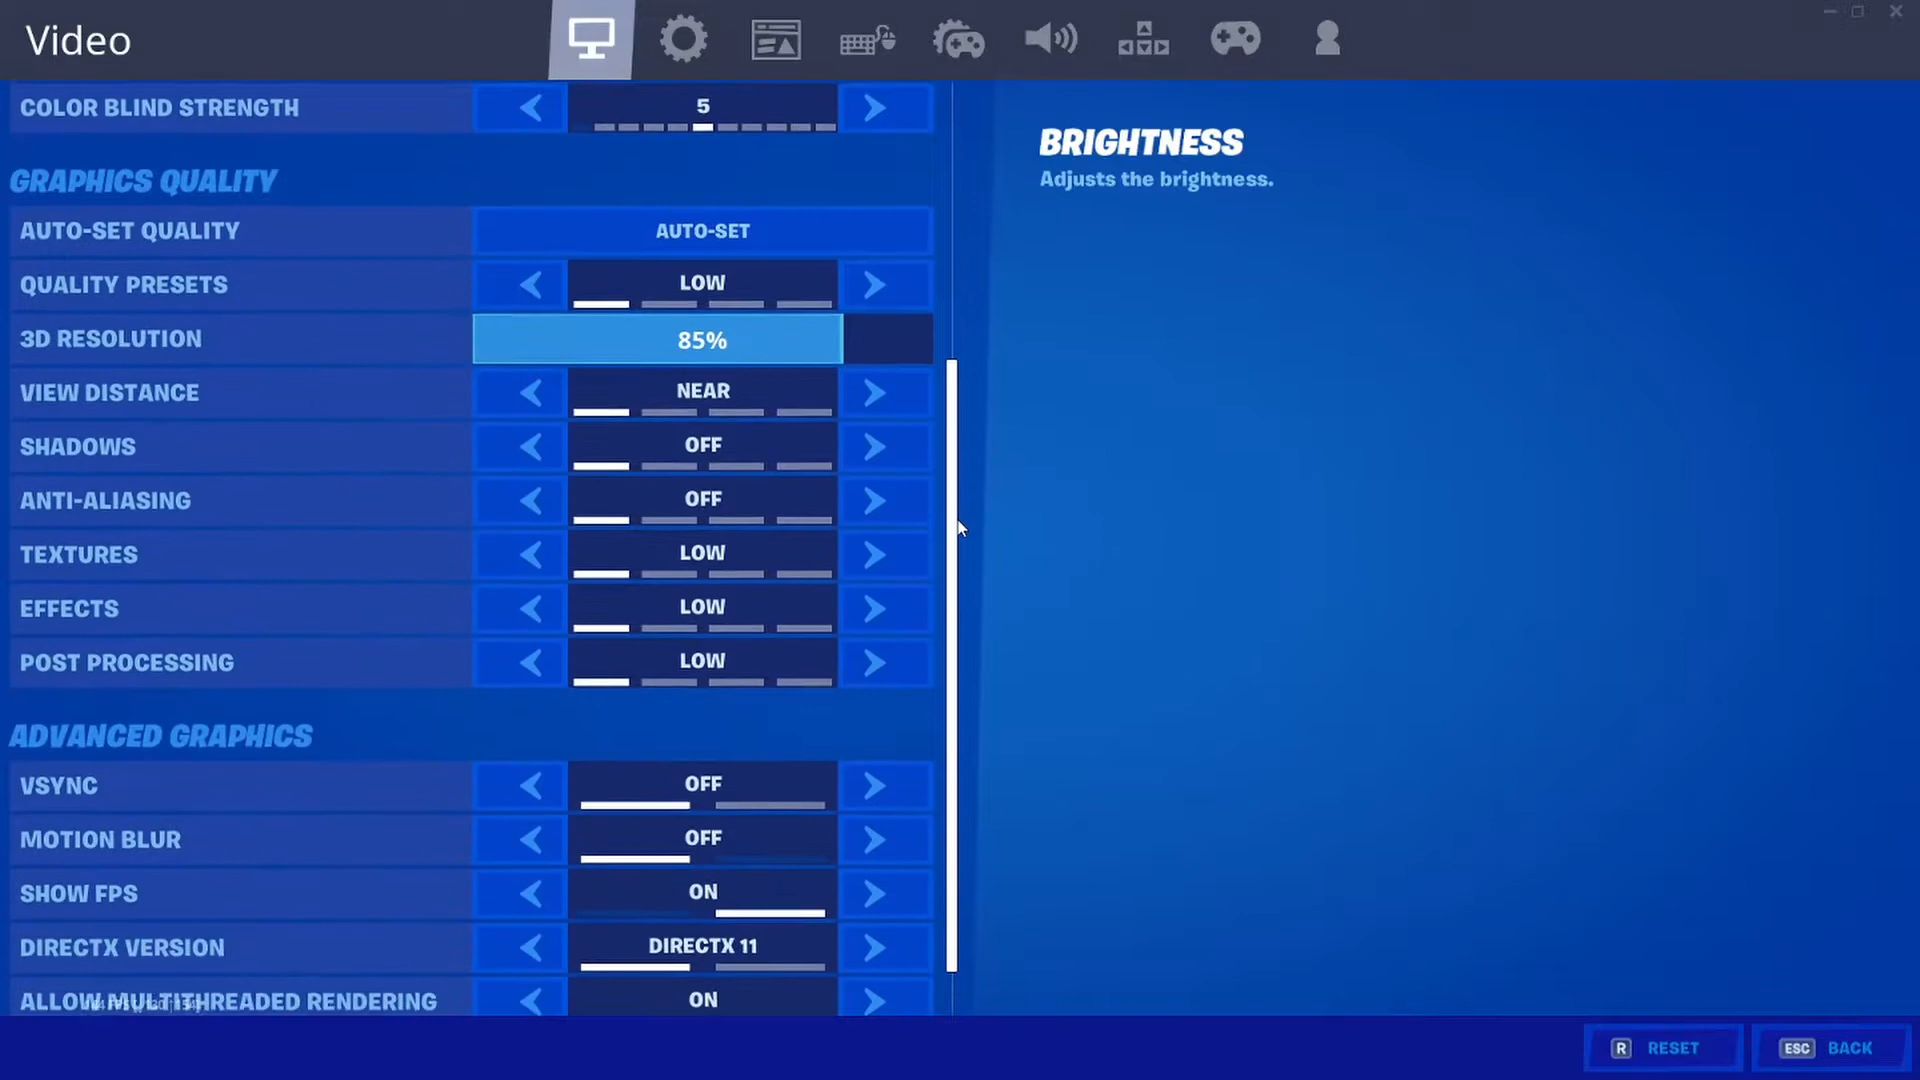 Video
COLOR BLIND STRENGTH
5
BRIGHTNESS
Adjusts the brightness.
GRAPHICS QUALITY
AUTO-SET QUALITY
AUTO-SET
QUALITY PRESETS
LOW
3D RESOLUTION
85%
VIEW DISTANCE
NEAR
SHADOWS
OFF
ANTI-ALIASING
OFF
TEXTURES
LOW
EFFECTS
LOW
POST PROCESSING
LOW
ADVANCED GRAPHICS
VSYNC
OFF
MOTION BLUR
OFF
SHOW FPS
ON
DIRECTX VERSION
DIRECTX 11
ALLOW MULTITHREADED RENDERING
ON
R RESET
ESC BACK